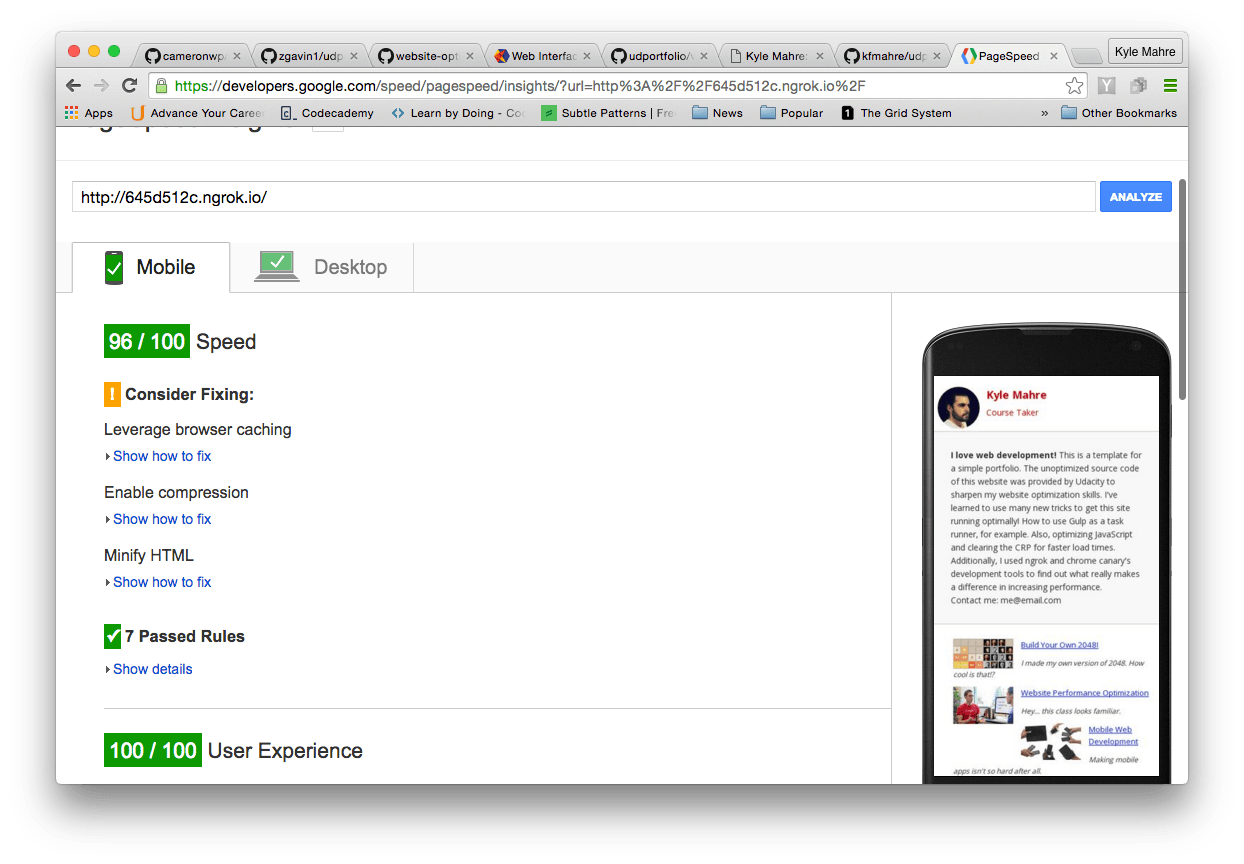 cameronwp/
zgavin1/udp
website-opt
Web Interfac
udportfolio/v
Kyle Mahre:
kfmahre/udp
PageSpeed
Kyle Mahre
https://developers.google.com/speed/pagespeed/insights/?url=http%3A%2F%2F645d512c.ngrok.io%2F
Apps
Advance Your Career
Codecademy
Learn by Doing - Coc
Subtle Patterns | Fre
News
Popular
The Grid System
»
Other Bookmarks
http://645d512c.ngrok.io/
ANALYZE
Mobile
Desktop
96 / 100 Speed
! Consider Fixing:
Leverage browser caching
Show how to fix
Enable compression
Show how to fix
Minify HTML
Show how to fix
7 Passed Rules
Show details
100 / 100 User Experience
Kyle Mahre
Course Taker
I love web development! This is a template for
a simple portfolio. The unoptimized source code
of this website was provided by Udacity to
sharpen my website optimization skills. I've
learned to use many new tricks to get this site
running optimally! How to use Gulp as a task
runner, for example. Also, optimizing JavaScript
and clearing the CRP for faster load times.
Additionally, I used ngrok and chrome canary's
development tools to find out what really makes
a difference in increasing performance.
Contact me: me@email.com
Build Your Own 2048!
I made my own version of 2048. How
cool is that!?
Website Performance Optimization
Hey... this class looks familiar.
Mobile Web
Development
Making mobile
apps isn't so hard after all.